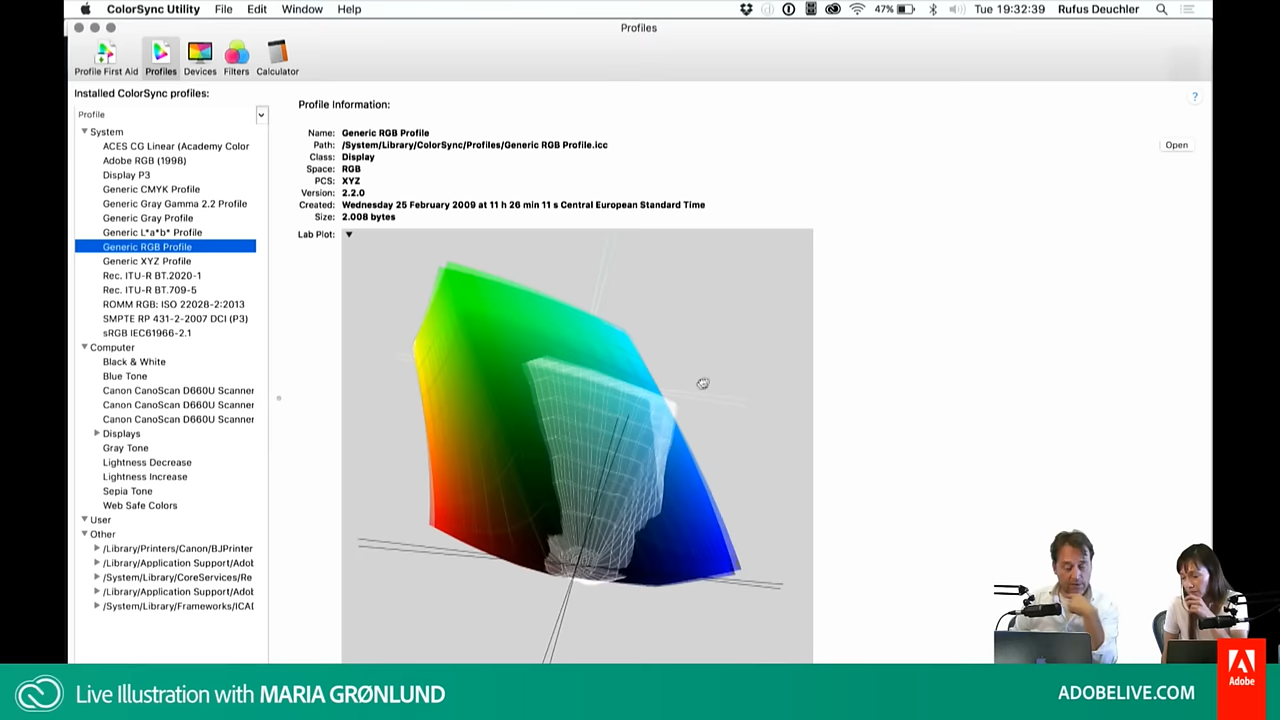 ColorSync Utility File Edit Window Help 47% Tue 19:32:39 Rufus Deuchler
Profiles
Profile First Aid Profiles Devices Filters Calculator
Installed ColorSync profiles:
Profile
System
ACES CG Linear (Academy Color
Adobe RGB (1998)
Display P3
Generic CMYK Profile
Generic Gray Gamma 2.2 Profile
Generic Gray Profile
Generic L*a*b* Profile
Generic RGB Profile
Generic XYZ Profile
Rec. ITU-R BT.2020-1
Rec. ITU-R BT.709-5
ROMM RGB: ISO 22028-2:2013
SMPTE RP 431-2-2007 DCI (P3)
sRGB IEC61966-2.1
Computer
Black & White
Blue Tone
Canon CanoScan D660U Scanner
Canon CanoScan D660U Scanner
Canon CanoScan D660U Scanner
Displays
Gray Tone
Lightness Decrease
Lightness Increase
Sepia Tone
Web Safe Colors
User
Other
/Library/Printers/Canon/BJPrinter
/Library/Application Support/Adob
/System/Library/CoreServices/Re
/Library/Application Support/Adob
/System/Library/Frameworks/ICAD
Profile Information:
?
Name: Generic RGB Profile
Path: /System/Library/ColorSync/Profiles/Generic RGB Profile.icc
Open
Class: Display
Space: RGB
PCS: XYZ
Version: 2.2.0
Created: Wednesday 25 February 2009 at 11 h 26 min 11 s Central European Standard Time
Size: 2.008 bytes
Lab Plot:
Live Illustration with MARIA GRØNLUND
ADOBELIVE.COM
Adobe